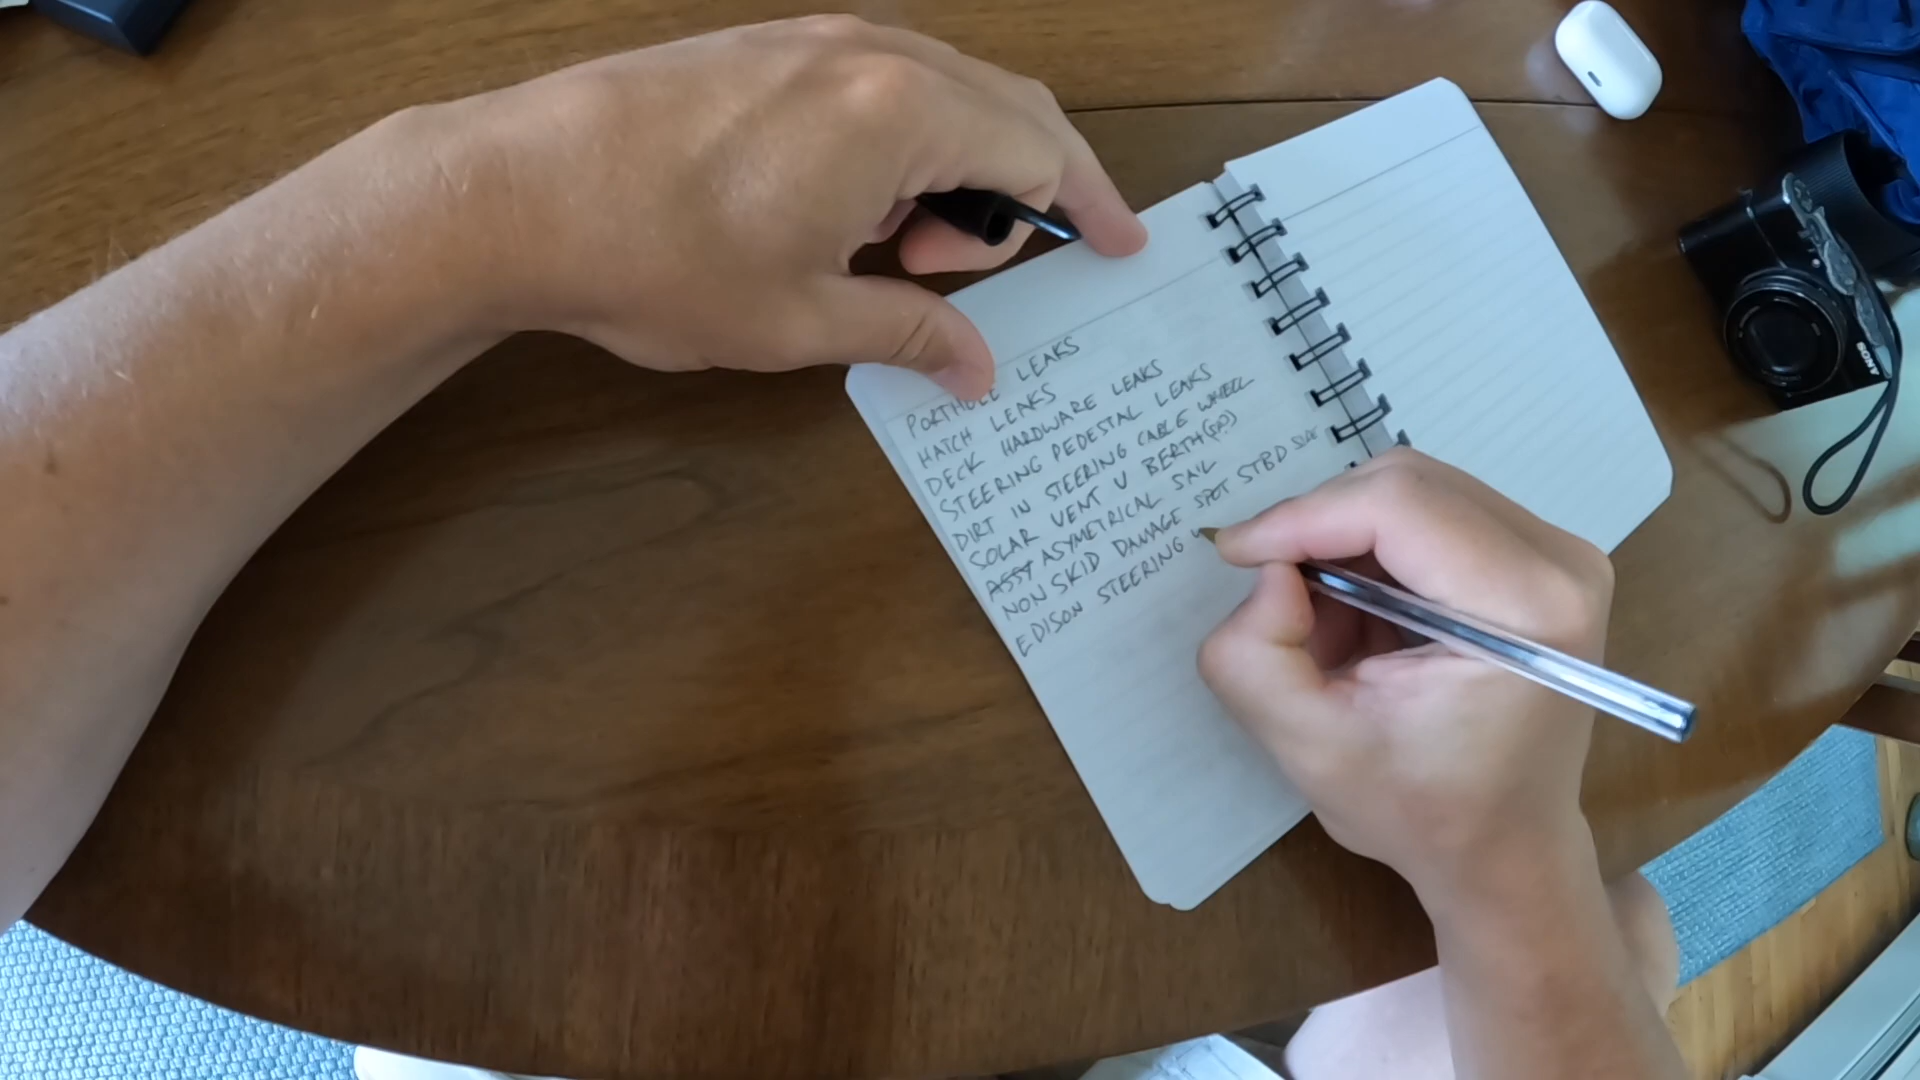 PORTHOLE LEAKS
HATCH LEAKS
DECK HARDWARE LEAKS
STEERING PEDESTAL LEAKS
DIRT IN STEERING CABLE WHEEL
SOLAR VENT V BERTH
ASYMETRICAL SAIL
NON SKID DAMAGE SPOT STBD SIDE
EDISON STEERING
SONY